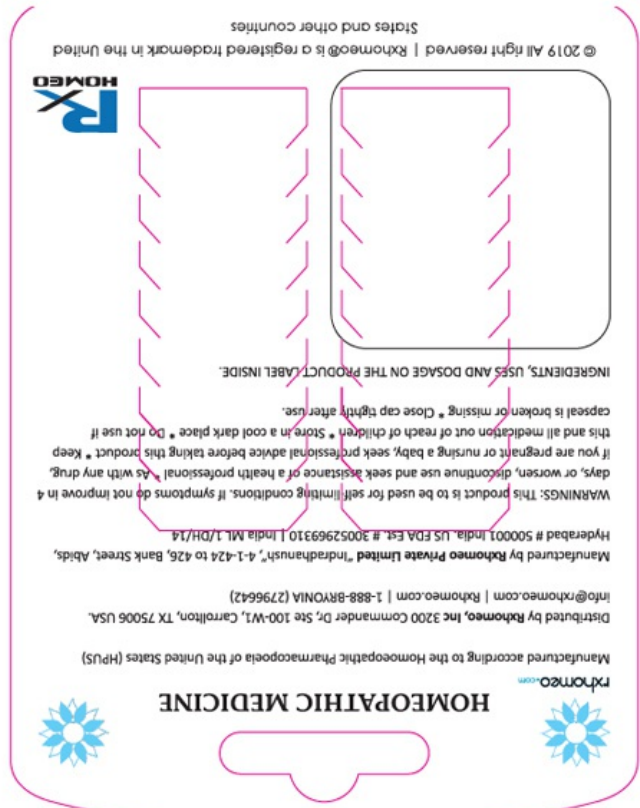 HOMEOPATHIC MEDICINE
rxhomeo.com
Manufactured according to the Homoeopathic Pharmacopoeia of the United States (HPUS)
Distributed by Rxhomeo, Inc 3200 Commander Dr, Ste 100-W1, Carrollton, TX 75006 USA.
info@rxhomeo.com | Rxhomeo.com | 1-888-BRYONIA (2796642)
Manufactured by Rxhomeo Private Limited "Indradhanush", 4-1-424 to 426, Bank Street, Abids,
Hyderabad # 500001 India. US FDA Est. # 3005296931​0 | India ML 1/DH/14
WARNINGS: This product is to be used for self-limiting conditions. If symptoms do not improve in 4
days, or worsen, discontinue use and seek assistance of a health professional * As with any drug,
if you are pregnant or nursing a baby, seek professional advice before taking this product * Keep
this and all medication out of reach of children * Store in a cool dark place * Do not use if
capseal is broken or missing * Close cap tightly after use.
INGREDIENTS, USES AND DOSAGE ON THE PRODUCT LABEL INSIDE.
Rx
HOMEO
© 2019 All right reserved | Rxhomeo® is a registered trademark in the United
States and other countries